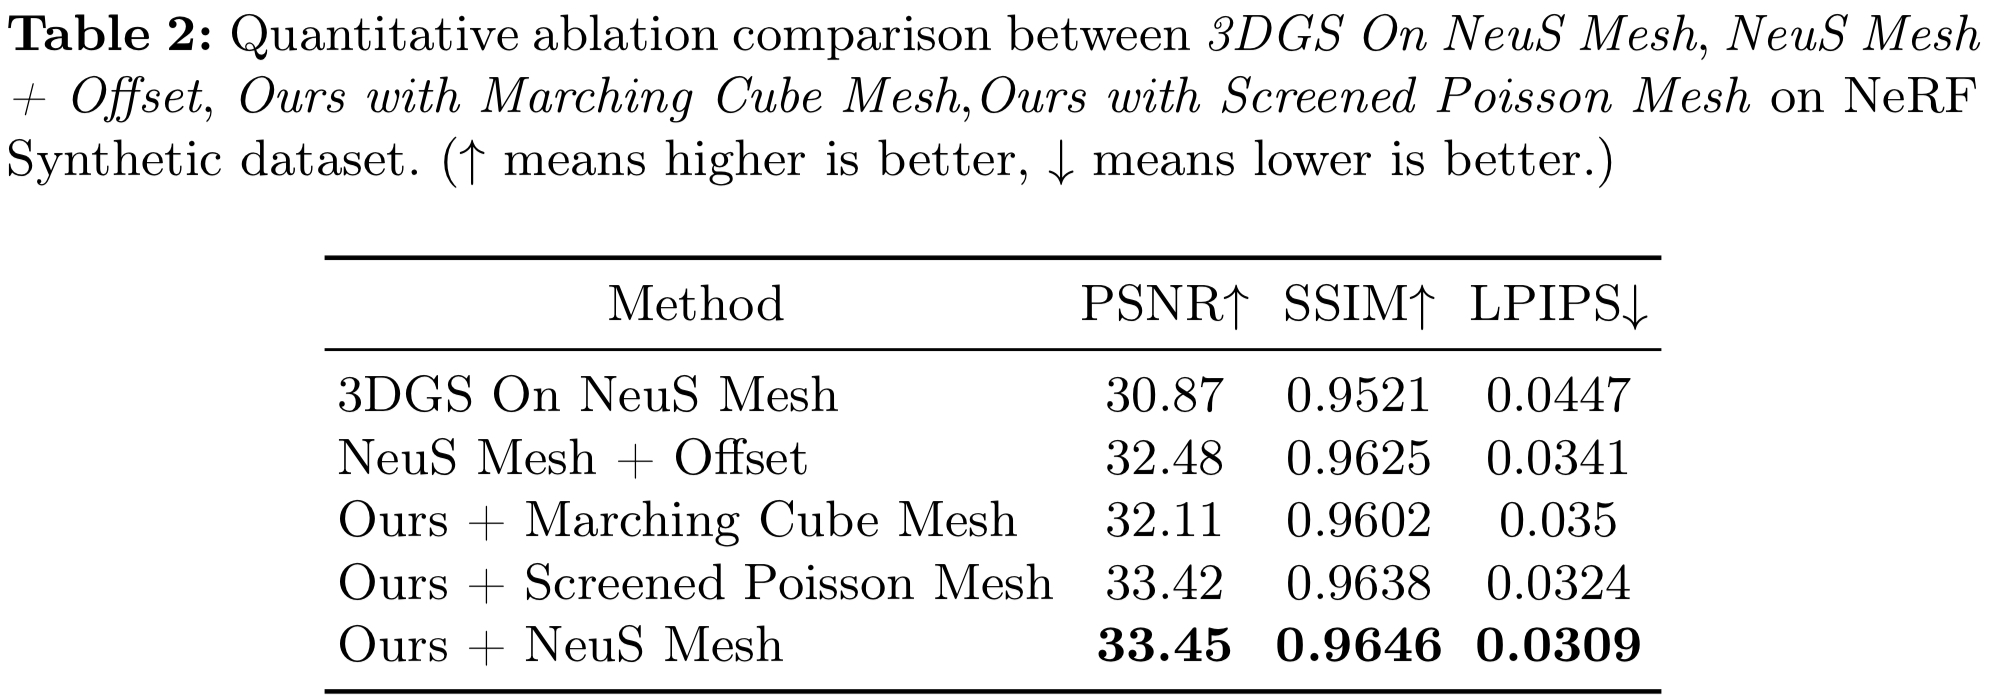 Table 2: Quantitative ablation comparison between 3DGS On NeuS Mesh, NeuS Mesh
+ Offset, Ours with Marching Cube Mesh,Ours with Screened Poisson Mesh on NeRF
Synthetic dataset. (↑ means higher is better, ↓ means lower is better.)
Method PSNR↑ SSIM↑ LPIPS↓
3DGS On NeuS Mesh 30.87 0.9521 0.0447
NeuS Mesh + Offset 32.48 0.9625 0.0341
Ours + Marching Cube Mesh 32.11 0.9602 0.035
Ours + Screened Poisson Mesh 33.42 0.9638 0.0324
Ours + NeuS Mesh 33.45 0.9646 0.0309